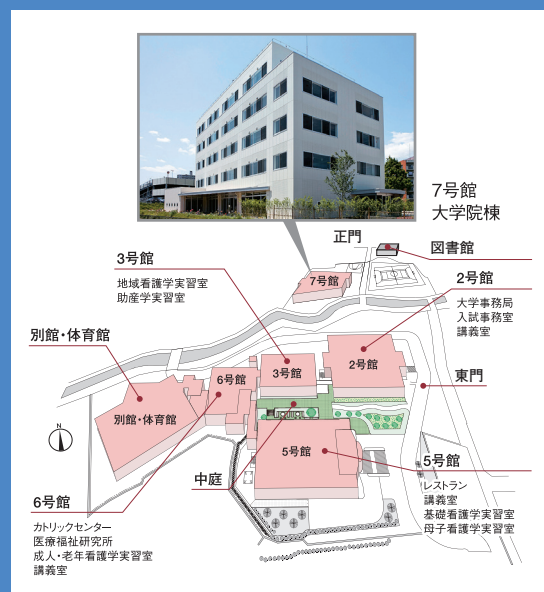 7号館
大学院棟
正門
図書館
3号館
地域看護学実習室
助産学実習室
7号館
2号館
大学事務局
入試事務室
講義室
別館・体育館
3号館
2号館
6号館
東門
別館・体育館
N
5号館
中庭
5号館
レストラン
講義室
基礎看護学実習室
母子看護学実習室
6号館
カトリックセンター
医療福祉研究所
成人・老年看護学実習室
講義室